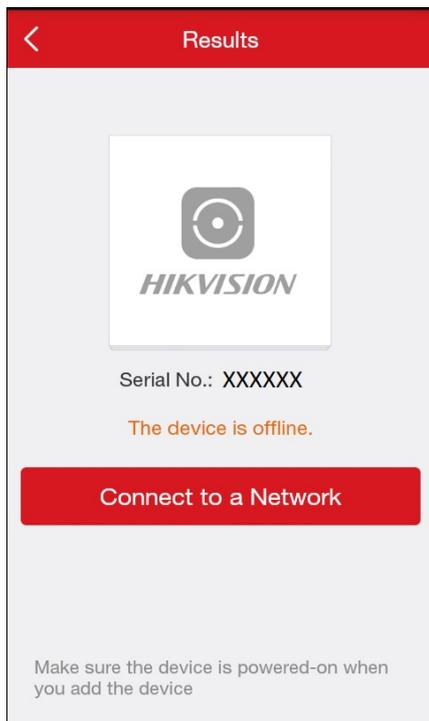 Results
HIKVISION
Serial No.: XXXXXX
The device is offline.
Connect to a Network
Make sure the device is powered-on when
you add the device